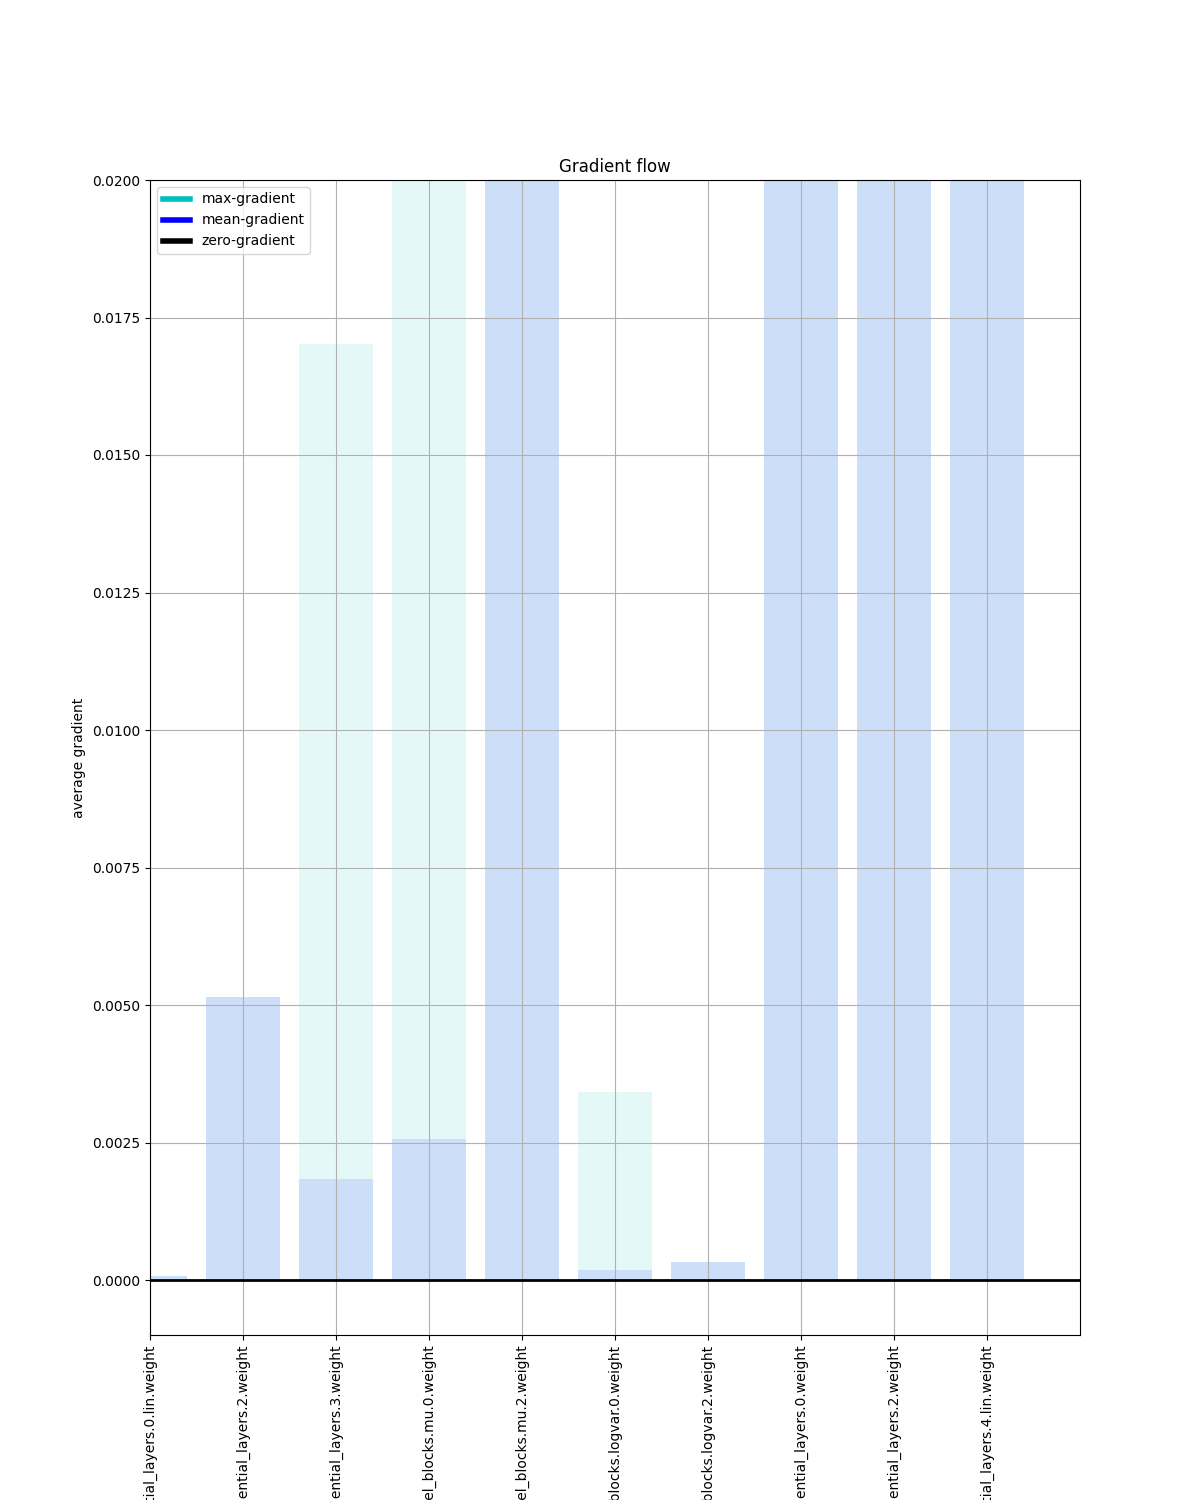 Gradient flow
max-gradient
mean-gradient
zero-gradient
0.0200
0.0175
0.0150
0.0125
0.0100
0.0075
0.0050
0.0025
0.0000
average gradient
tial_layers.0.lin.weight
ential_layers.2.weight
ential_layers.3.weight
el_blocks.mu.0.weight
el_blocks.mu.2.weight
blocks.logvar.0.weight
blocks.logvar.2.weight
ential_layers.0.weight
ential_layers.2.weight
tial_layers.4.lin.weight